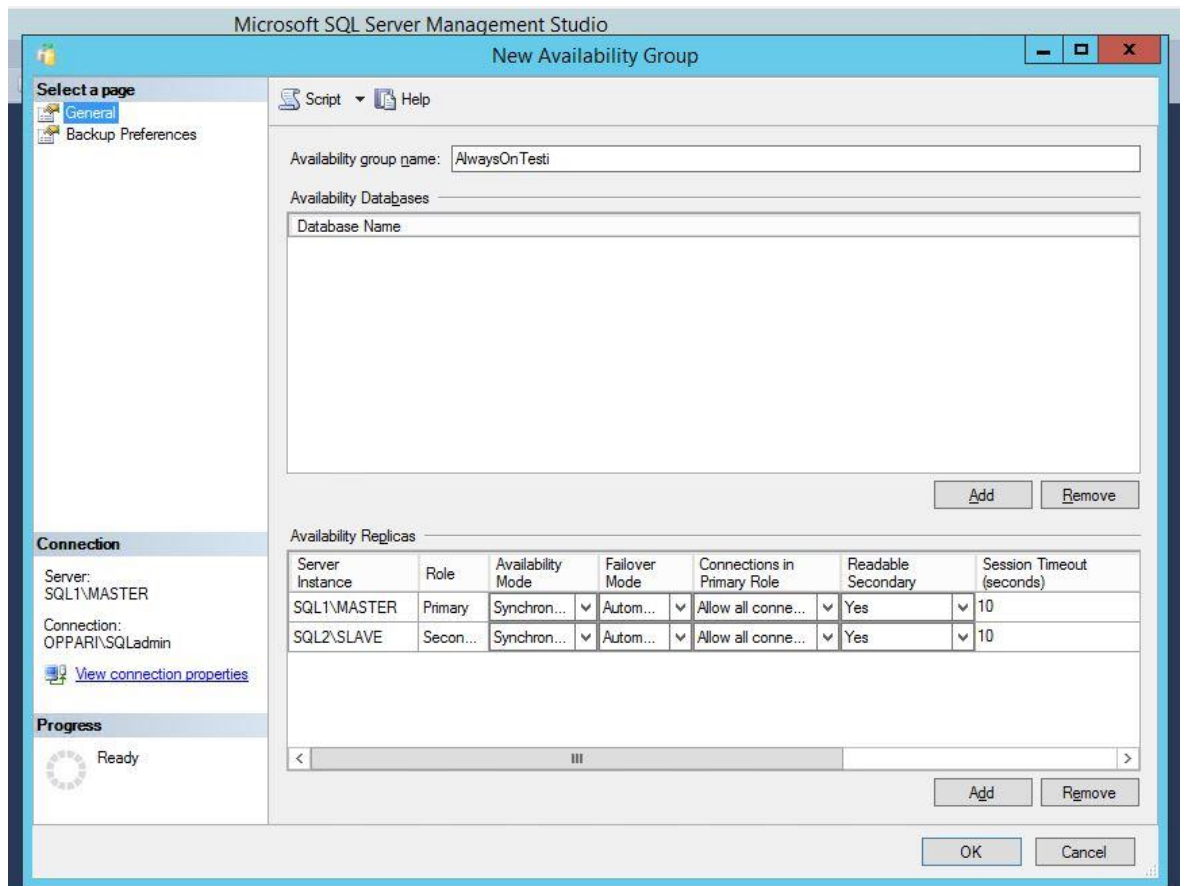 Microsoft SQL Server Management Studio
New Availability Group
Select a page
General
Backup Preferences
Script Help
Availability group name: AlwaysOnTesti
Availability Databases
Database Name
Add Remove
Connection
Server:
SQL1\MASTER
Connection:
OPPARI\SQLadmin
View connection properties
Progress
Ready
Availability Replicas
Server Instance Role Availability Mode Failover Mode Connections in Primary Role Readable Secondary Session Timeout (seconds)
SQL1\MASTER Primary Synchron... Autom... Allow all conne... Yes 10
SQL2\SLAVE Secon... Synchron... Autom... Allow all conne... Yes 10
Add Remove
OK Cancel